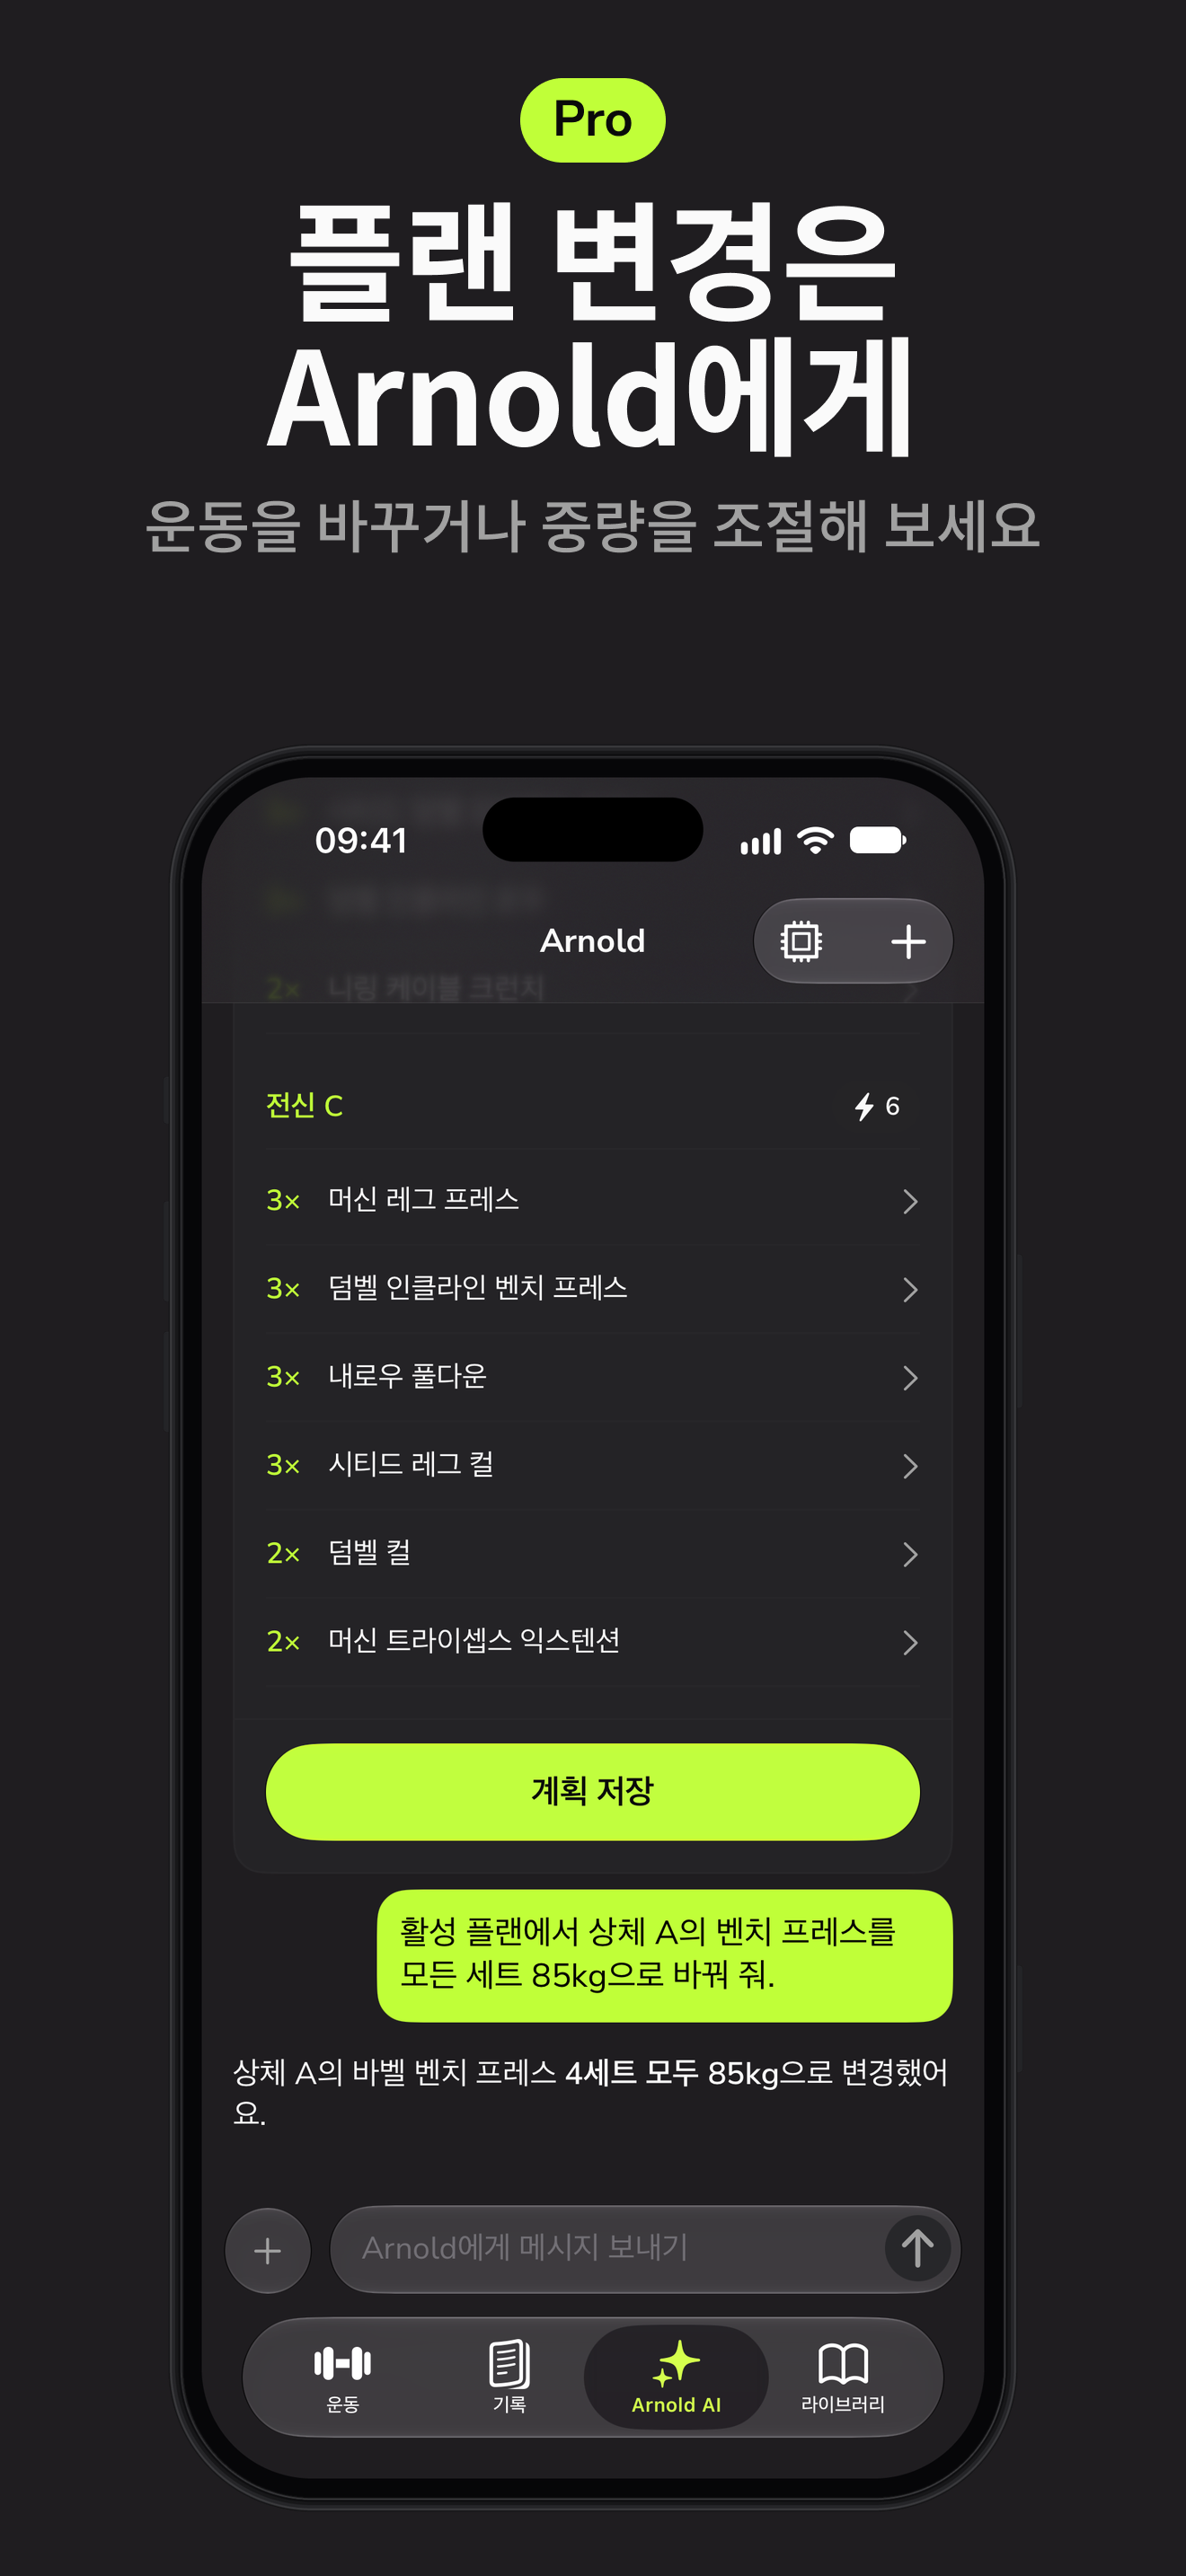 Pro
플랜 변경은
Arnold에게
운동을 바꾸거나 중량을 조절해 보세요
09:41
Arnold
2× 니링 케이블 크런치
전신 C
6
3× 머신 레그 프레스
3× 덤벨 인클라인 벤치 프레스
3× 내로우 풀다운
3× 시티드 레그 컬
2× 덤벨 컬
2× 머신 트라이셉스 익스텐션
계획 저장
활성 플랜에서 상체 A의 벤치 프레스를
모든 세트 85kg으로 바꿔 줘.
상체 A의 바벨 벤치 프레스 4세트 모두 85kg으로 변경했어
요.
Arnold에게 메시지 보내기
운동
기록
Arnold AI
라이브러리